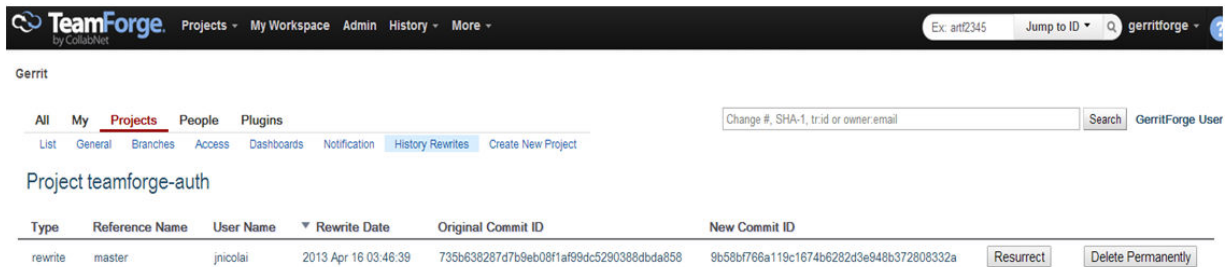 TeamForge. Projects My Workspace Admin History More Ex: artf2345 Jump to ID gerritforge ?
by CollabNet
Gerrit
All My Projects People Plugins Change #, SHA-1, tr:id or owner:email Search GerritForge User
List General Branches Access Dashboards Notification History Rewrites Create New Project
Project teamforge-auth
Type Reference Name User Name ▼ Rewrite Date Original Commit ID New Commit ID
rewrite master jnicolai 2013 Apr 16 03:46:39 735b638287d7b9eb08f1af99dc5290388dbda858 9b58bf766a119c1674b6282d3e948b372808332a Resurrect Delete Permanently